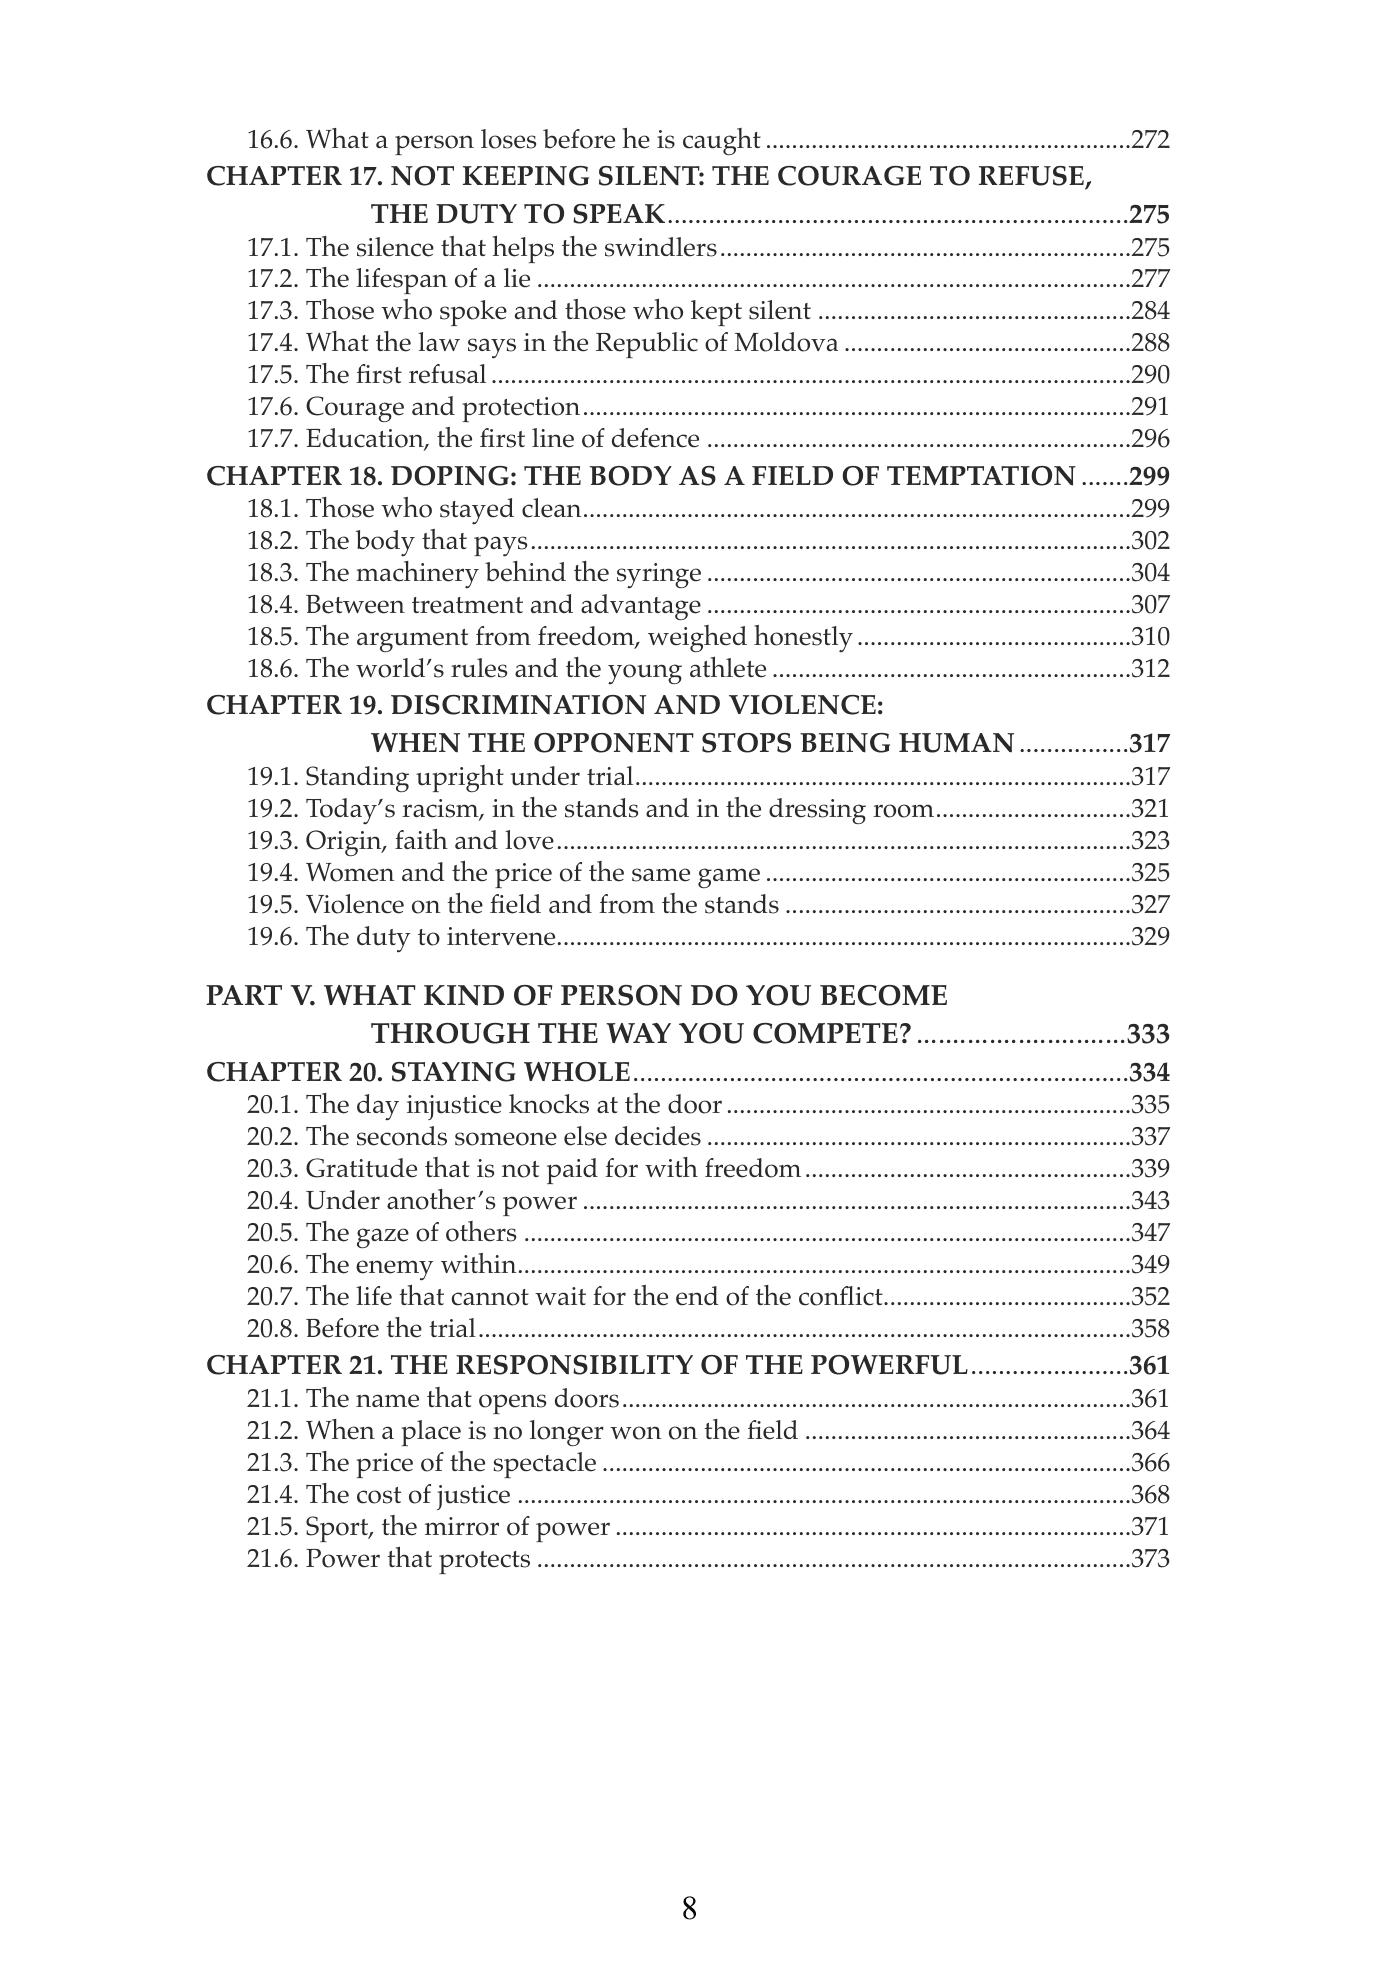 16.6. What a person loses before he is caught ........................................................272
CHAPTER 17. NOT KEEPING SILENT: THE COURAGE TO REFUSE,
THE DUTY TO SPEAK...................................................................275
17.1. The silence that helps the swindlers...............................................................275
17.2. The lifespan of a lie ...........................................................................................277
17.3. Those who spoke and those who kept silent ................................................284
17.4. What the law says in the Republic of Moldova ............................................288
17.5. The first refusal ..................................................................................................290
17.6. Courage and protection....................................................................................291
17.7. Education, the first line of defence .................................................................296
CHAPTER 18. DOPING: THE BODY AS A FIELD OF TEMPTATION .......299
18.1. Those who stayed clean....................................................................................299
18.2. The body that pays............................................................................................302
18.3. The machinery behind the syringe .................................................................304
18.4. Between treatment and advantage .................................................................307
18.5. The argument from freedom, weighed honestly ..........................................310
18.6. The world’s rules and the young athlete .......................................................312
CHAPTER 19. DISCRIMINATION AND VIOLENCE:
WHEN THE OPPONENT STOPS BEING HUMAN ................317
19.1. Standing upright under trial............................................................................317
19.2. Today’s racism, in the stands and in the dressing room..............................321
19.3. Origin, faith and love........................................................................................323
19.4. Women and the price of the same game ........................................................325
19.5. Violence on the field and from the stands .....................................................327
19.6. The duty to intervene........................................................................................329
PART V. WHAT KIND OF PERSON DO YOU BECOME
THROUGH THE WAY YOU COMPETE? .............................333
CHAPTER 20. STAYING WHOLE........................................................................334
20.1. The day injustice knocks at the door ..............................................................335
20.2. The seconds someone else decides .................................................................337
20.3. Gratitude that is not paid for with freedom..................................................339
20.4. Under another’s power ....................................................................................343
20.5. The gaze of others .............................................................................................347
20.6. The enemy within..............................................................................................349
20.7. The life that cannot wait for the end of the conflict......................................352
20.8. Before the trial....................................................................................................358
CHAPTER 21. THE RESPONSIBILITY OF THE POWERFUL.......................361
21.1. The name that opens doors..............................................................................361
21.2. When a place is no longer won on the field ..................................................364
21.3. The price of the spectacle .................................................................................366
21.4. The cost of justice ..............................................................................................368
21.5. Sport, the mirror of power ...............................................................................371
21.6. Power that protects ...........................................................................................373
8